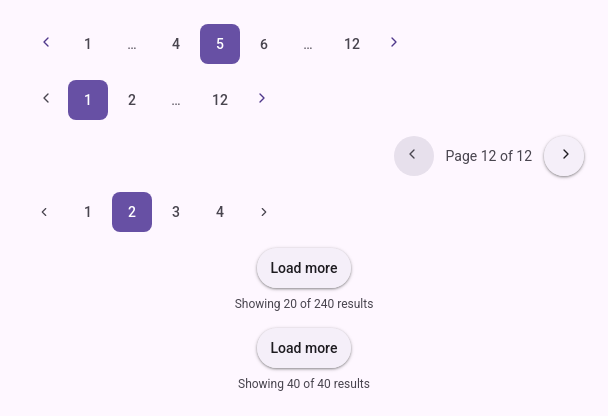 1 … 4 5 6 … 12
1 2 … 12
Page 12 of 12
1 2 3 4
Load more
Showing 20 of 240 results
Load more
Showing 40 of 40 results